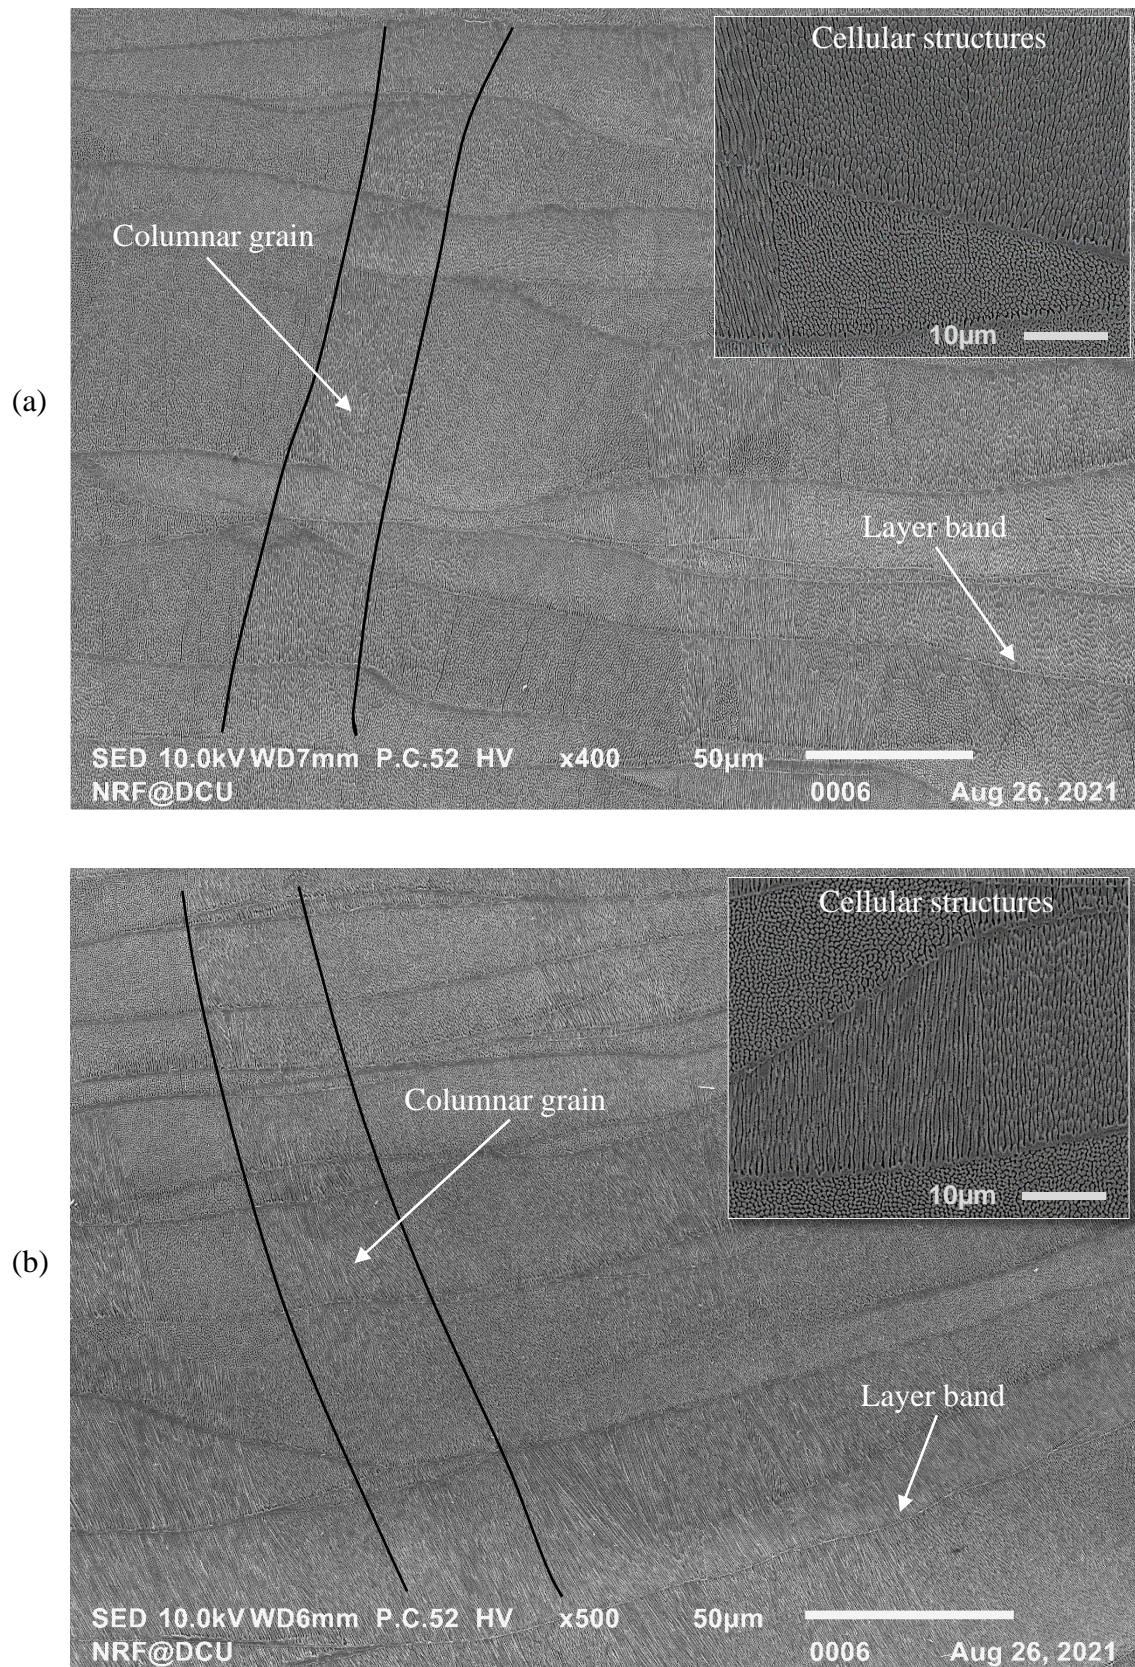 Cellular structures
Columnar grain
10µm
(a)
Layer band
SED 10.0kV WD7mm P.C.52 HV x400 50µm
NRF@DCU 0006 Aug 26, 2021
Cellular structures
Columnar grain
10µm
(b)
Layer band
SED 10.0kV WD6mm P.C.52 HV x500 50µm
NRF@DCU 0006 Aug 26, 2021